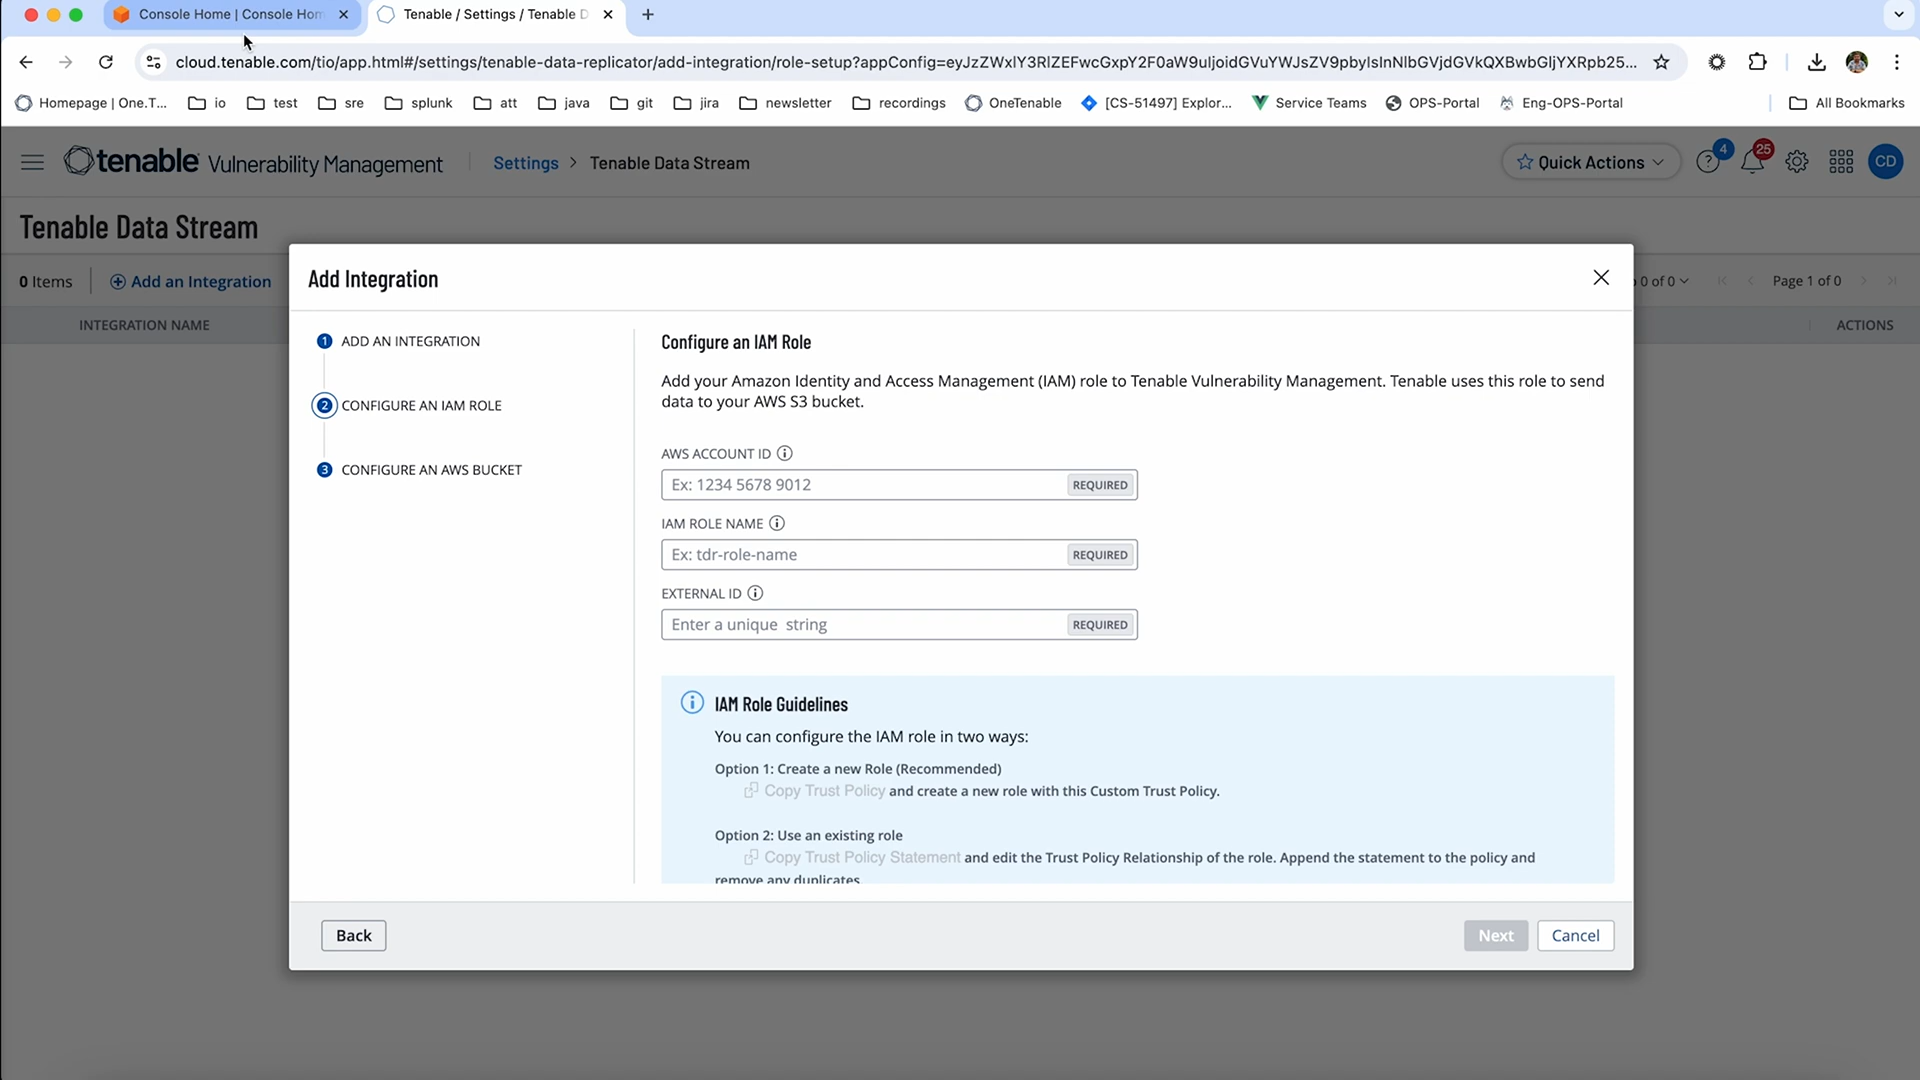 Console Home | Console Hom
Tenable / Settings / Tenable D
cloud.tenable.com/tio/app.html#/settings/tenable-data-replicator/add-integration/role-setup?appConfig=eyJzZWxlY3RlZEFwcGxpY2F0aW9uIjoidGVuYWJsZV9pbyIsInNlbGVjdGVkQXBwbGljYXRpb25...
Homepage | One.T...
io
test
sre
splunk
att
java
git
jira
newsletter
recordings
OneTenable
[CS-51497] Explor...
Service Teams
OPS-Portal
Eng-OPS-Portal
All Bookmarks
tenable Vulnerability Management
Settings > Tenable Data Stream
Quick Actions
4
25
CD
Tenable Data Stream
0 Items
Add an Integration
0 of 0
Page 1 of 0
INTEGRATION NAME
ACTIONS
Add Integration
1 ADD AN INTEGRATION
2 CONFIGURE AN IAM ROLE
3 CONFIGURE AN AWS BUCKET
Configure an IAM Role
Add your Amazon Identity and Access Management (IAM) role to Tenable Vulnerability Management. Tenable uses this role to send
data to your AWS S3 bucket.
AWS ACCOUNT ID
Ex: 1234 5678 9012
REQUIRED
IAM ROLE NAME
Ex: tdr-role-name
REQUIRED
EXTERNAL ID
Enter a unique string
REQUIRED
IAM Role Guidelines
You can configure the IAM role in two ways:
Option 1: Create a new Role (Recommended)
Copy Trust Policy and create a new role with this Custom Trust Policy.
Option 2: Use an existing role
Copy Trust Policy Statement and edit the Trust Policy Relationship of the role. Append the statement to the policy and
remove any duplicates.
Back
Next
Cancel